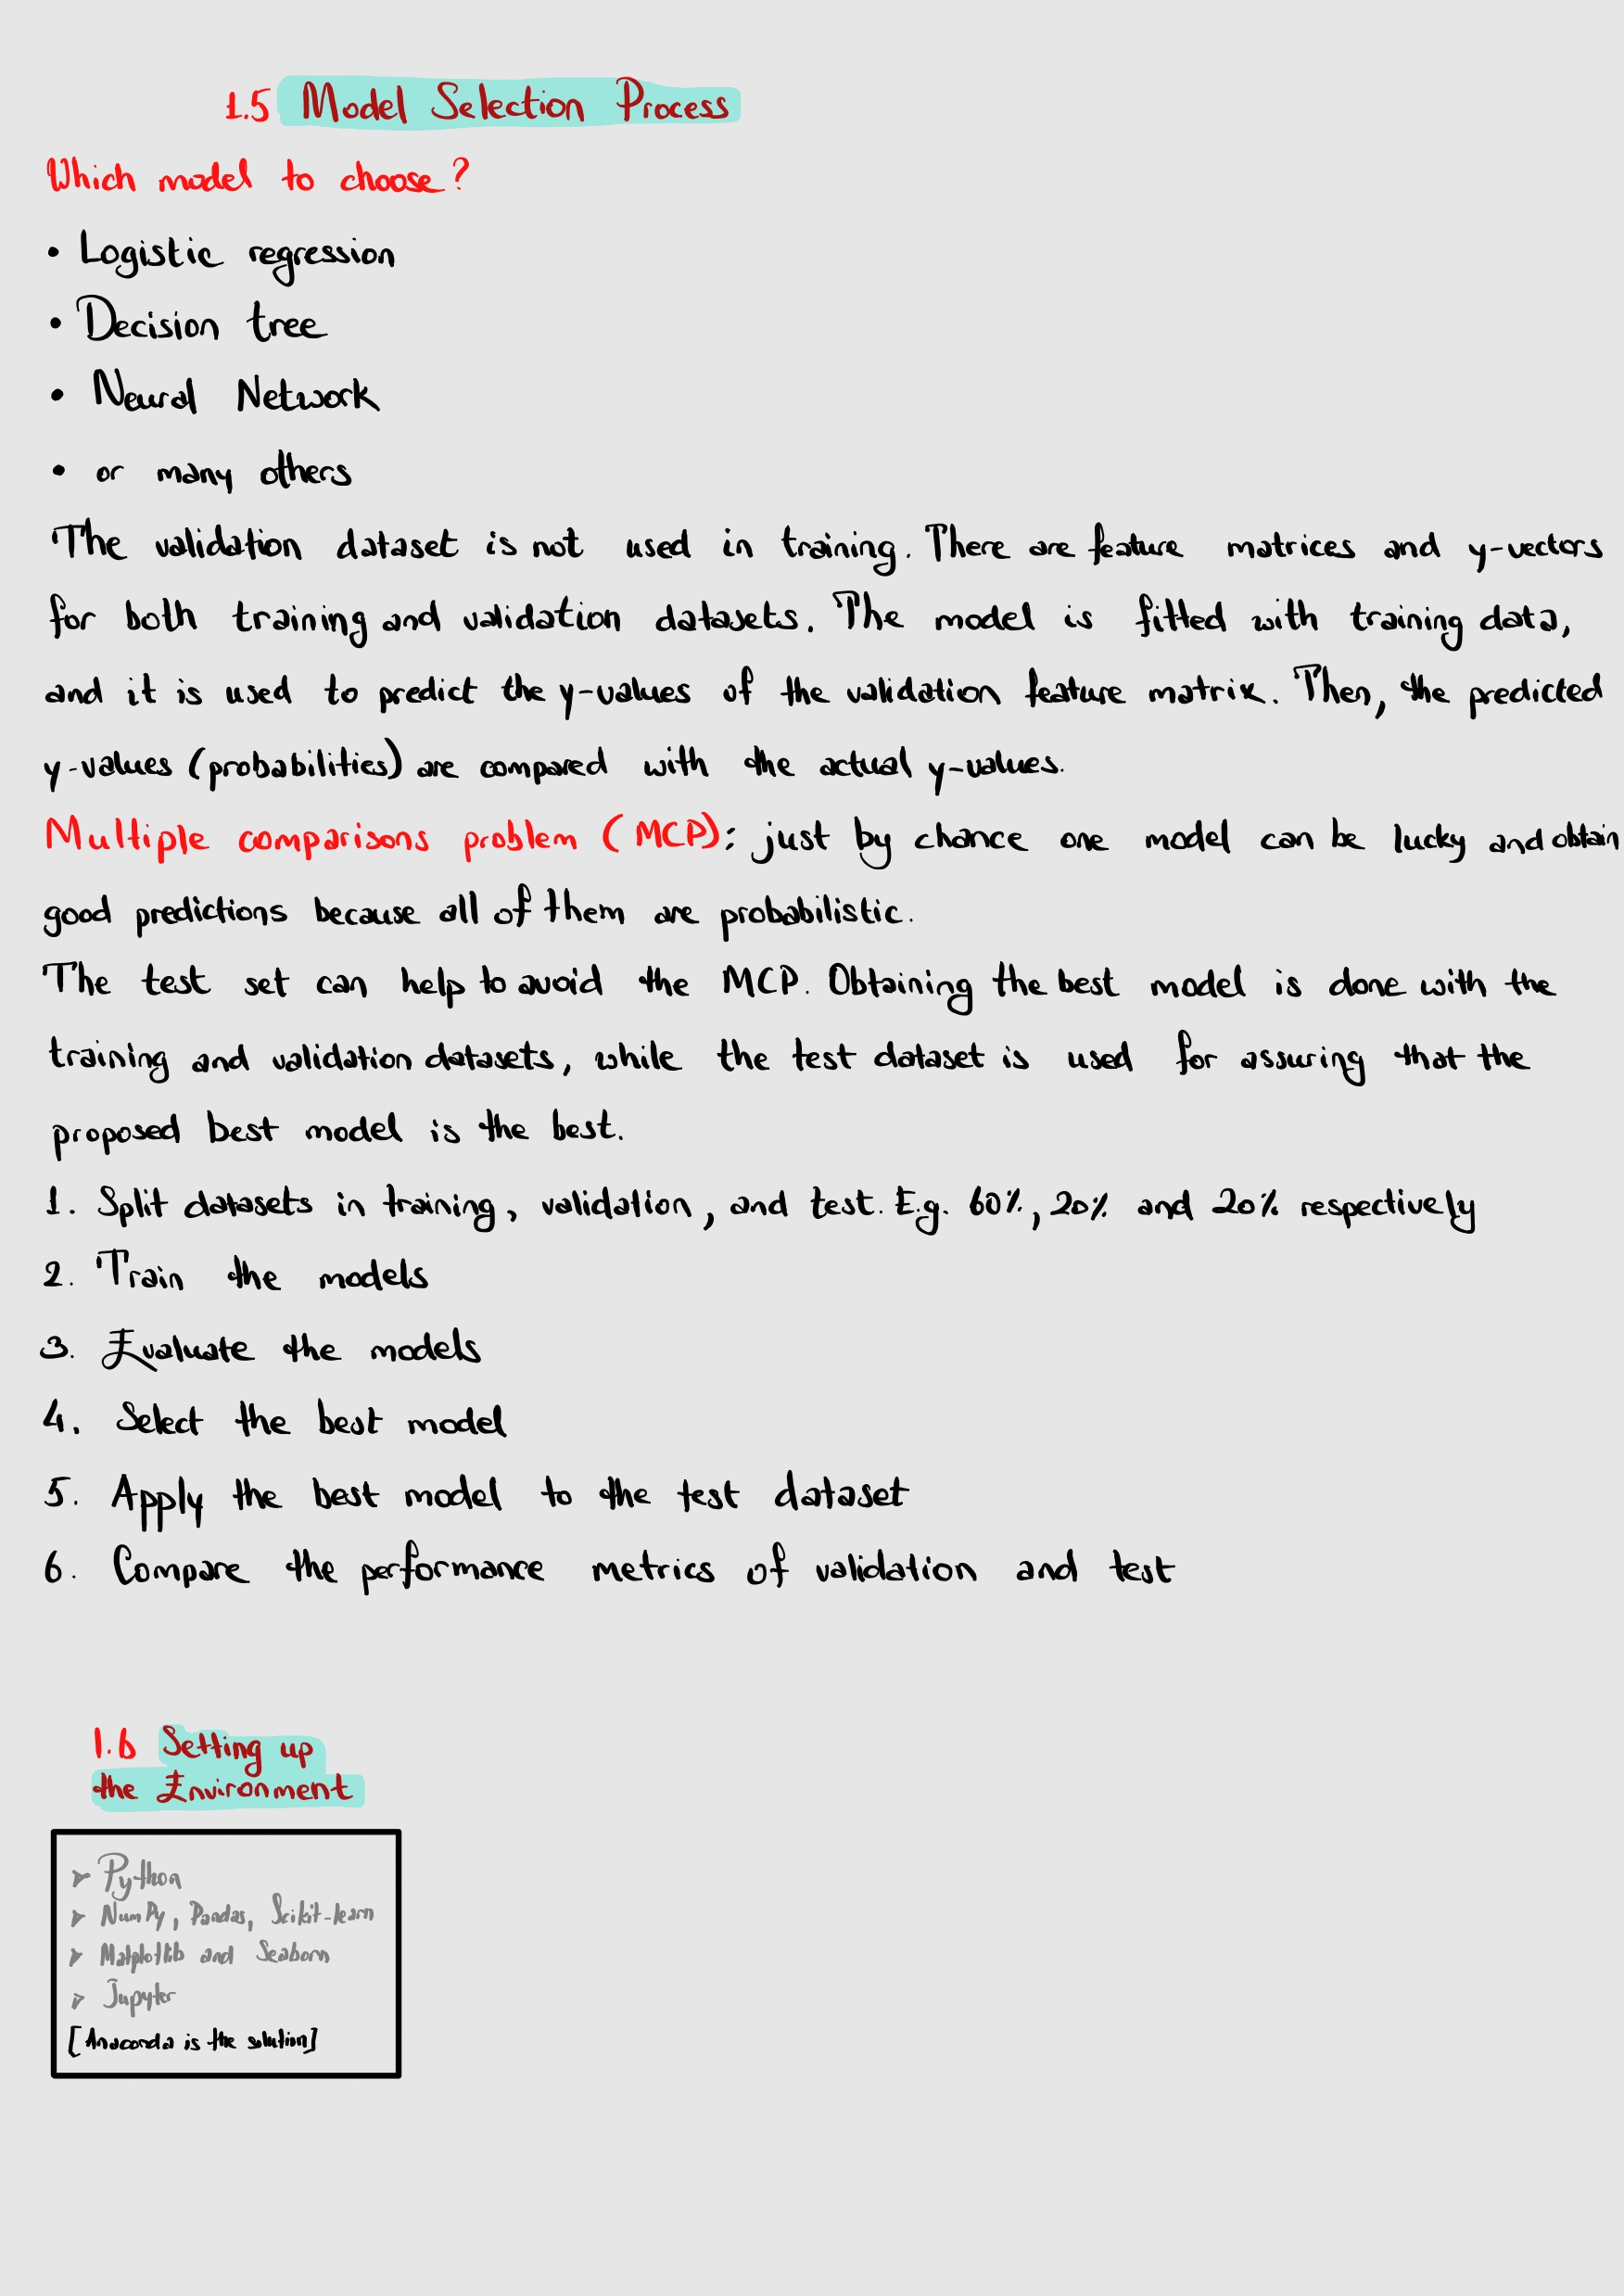 1.5 Model Selection Process
Which model to choose?
• Logistic regression
• Decision tree
• Neural Network
• or many others
The validation dataset is not used in training. There are feature matrices and y-vectors
for both training and validation datasets. The model is fitted with training data,
and it is used to predict the y-values of the validation feature matrix. Then, the predicted
y-values (probabilities) are compared with the actual y-values.
Multiple comparisons problem (MCP): just by chance one model can be lucky and obtain
good predictions because all of them are probabilistic.
The test set can help to avoid the MCP. Obtaining the best model is done with the
training and validation datasets, while the test dataset is used for assuring that the
proposed best model is the best.
1. Split datasets in training, validation, and test. E.g. 60%, 20% and 20% respectively
2. Train the models
3. Evaluate the models
4. Select the best model
5. Apply the best model to the test dataset
6. Compare the performance metrics of validation and test
1.6 Setting up
the Environment
➤ Python
➤ NumPy, Pandas, Scikit-learn
➤ Matplotlib and Seaborn
➤ Jupyter
[Anaconda is the solution]